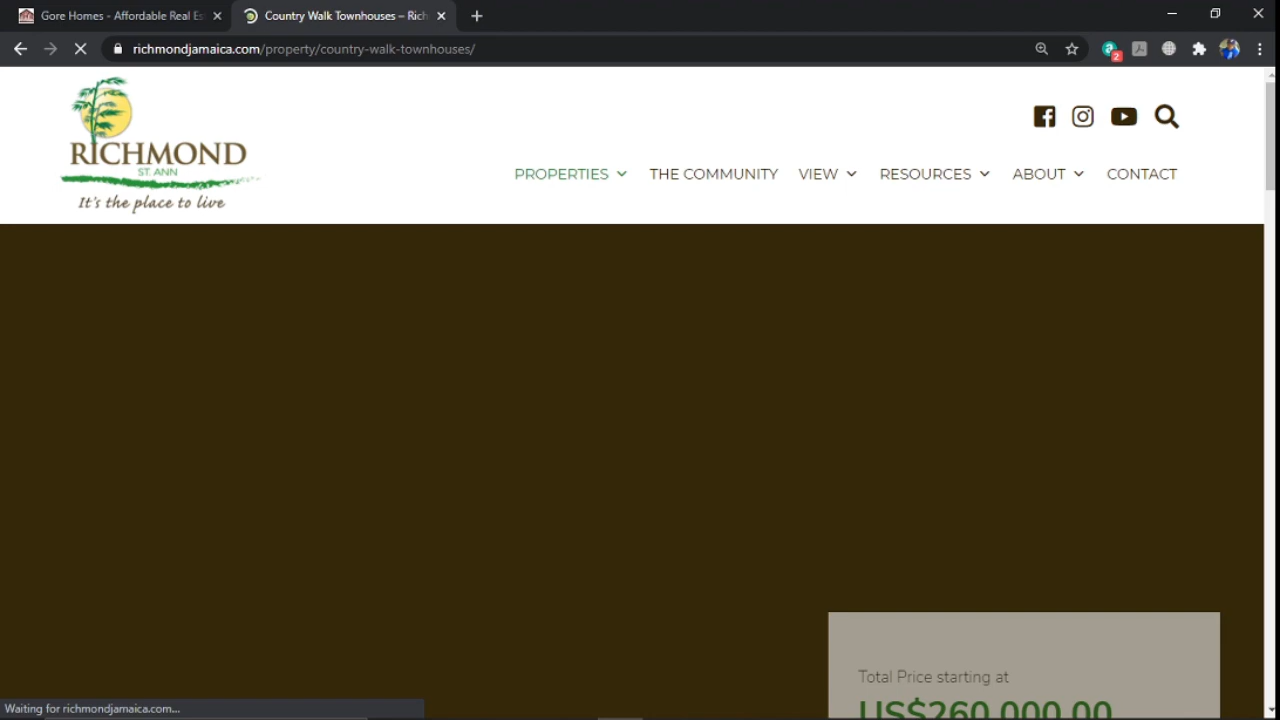 Gore Homes - Affordable Real Es
Country Walk Townhouses – Rich
richmondjamaica.com/property/country-walk-townhouses/
2
RICHMOND
ST. ANN
It's the place to live
PROPERTIES THE COMMUNITY VIEW RESOURCES ABOUT CONTACT
Total Price starting at
US$260,000.00
Waiting for richmondjamaica.com...